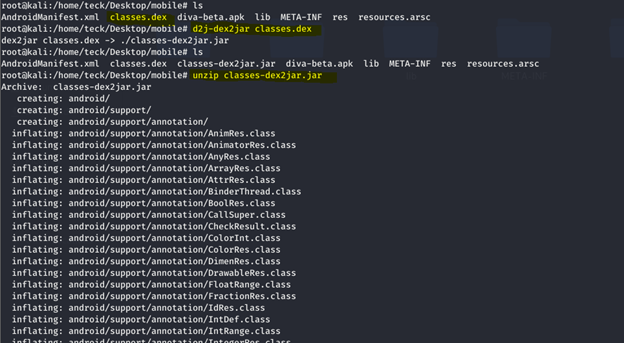 root@kali:/home/teck/Desktop/mobile# ls
AndroidManifest.xml classes.dex diva-beta.apk lib META-INF res resources.arsc
root@kali:/home/teck/Desktop/mobile# d2j-dex2jar classes.dex
dex2jar classes.dex -> ./classes-dex2jar.jar
root@kali:/home/teck/Desktop/mobile# ls
AndroidManifest.xml classes.dex classes-dex2jar.jar diva-beta.apk lib META-INF res resources.arsc
root@kali:/home/teck/Desktop/mobile# unzip classes-dex2jar.jar
Archive: classes-dex2jar.jar
creating: android/
creating: android/support/
creating: android/support/annotation/
inflating: android/support/annotation/AnimRes.class
inflating: android/support/annotation/AnimatorRes.class
inflating: android/support/annotation/AnyRes.class
inflating: android/support/annotation/ArrayRes.class
inflating: android/support/annotation/AttrRes.class
inflating: android/support/annotation/BinderThread.class
inflating: android/support/annotation/BoolRes.class
inflating: android/support/annotation/CallSuper.class
inflating: android/support/annotation/CheckResult.class
inflating: android/support/annotation/ColorInt.class
inflating: android/support/annotation/ColorRes.class
inflating: android/support/annotation/DimenRes.class
inflating: android/support/annotation/DrawableRes.class
inflating: android/support/annotation/FloatRange.class
inflating: android/support/annotation/FractionRes.class
inflating: android/support/annotation/IdRes.class
inflating: android/support/annotation/IntDef.class
inflating: android/support/annotation/IntRange.class
inflating: android/support/annotation/IntegerRes.class